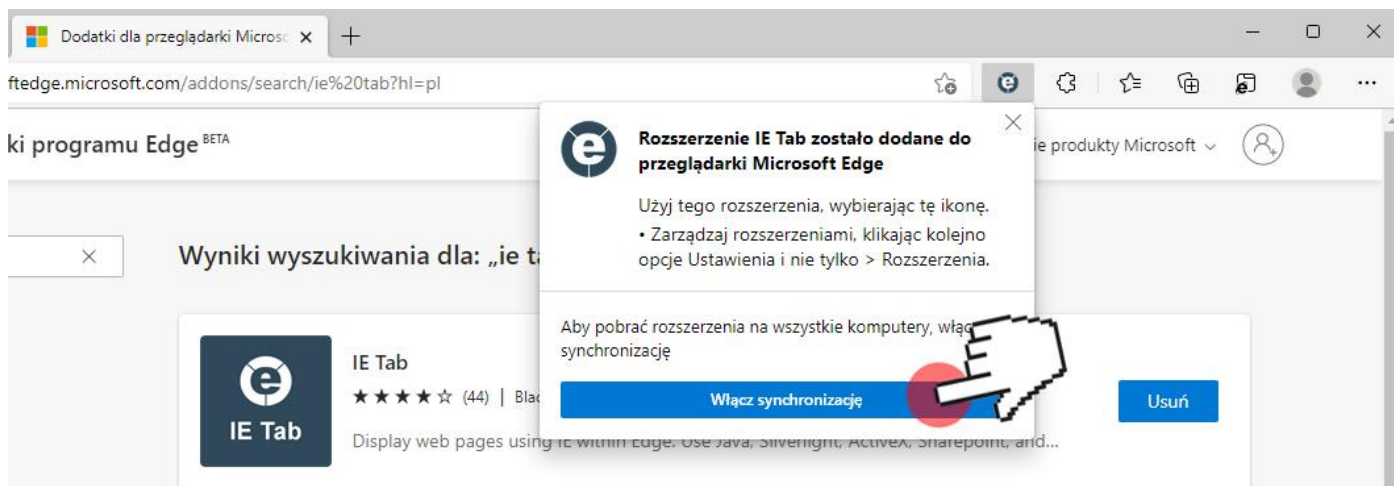 Dodatki dla przeglądarki Microso
ftedge.microsoft.com/addons/search/ie%20tab?hl=pl
ki programu Edge BETA
ie produkty Microsoft
Rozszerzenie IE Tab zostało dodane do
przeglądarki Microsoft Edge
Użyj tego rozszerzenia, wybierając tę ikonę.
• Zarządzaj rozszerzeniami, klikając kolejno
opcje Ustawienia i nie tylko > Rozszerzenia.
Wyniki wyszukiwania dla: „ie ta
Aby pobrać rozszerzenia na wszystkie komputery, włąc
synchronizację
Włącz synchronizację
IE Tab
IE Tab
★★★★☆ (44) | Blac
Display web pages using IE within Edge. Use Java, Silverlight, ActiveX, Sharepoint, and...
Usuń